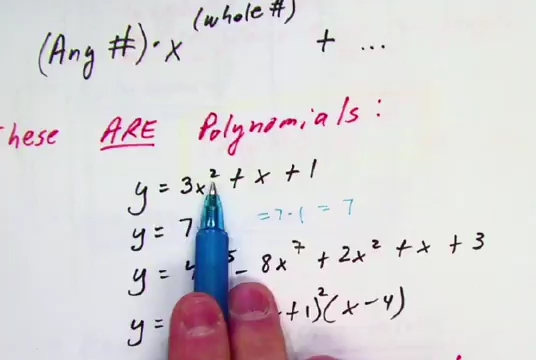 (Any #)·x^(whole #) + ...
These ARE Polynomials:
y = 3x² + x + 1
y = 7 =7·1 = 7
y = - 8x⁷ + 2x² + x + 3
y = +1)²(x-4)